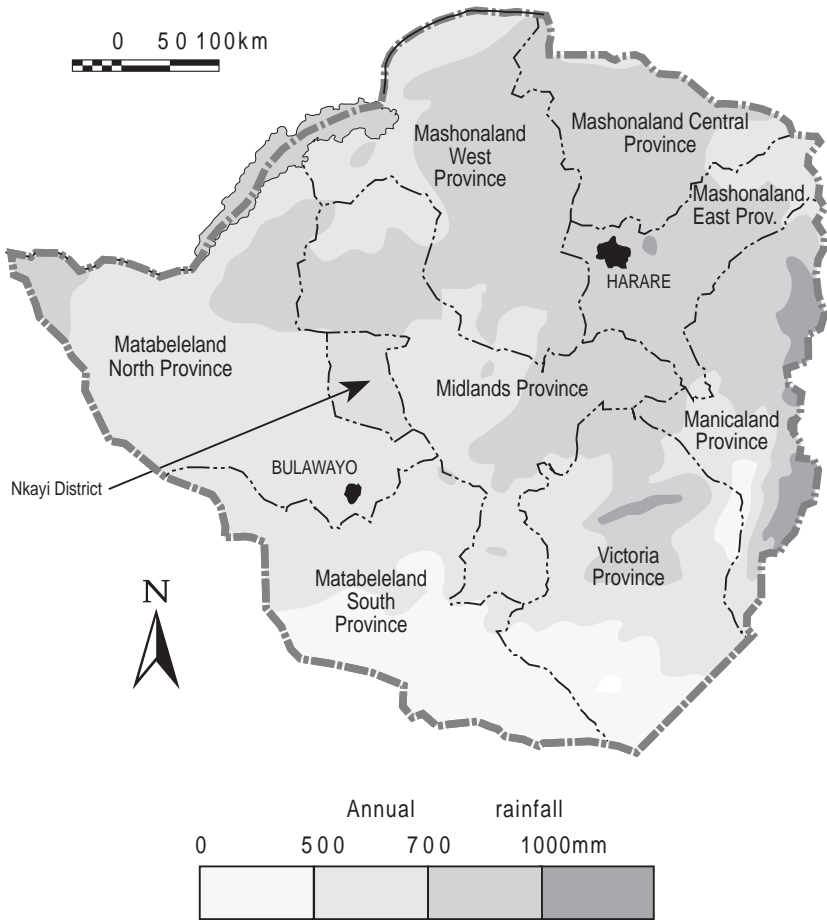 0 50 100km
Mashonaland
West
Province
Mashonaland Central
Province
Mashonaland
East Prov.
HARARE
Matabeleland
North Province
Midlands Province
Manicaland
Province
BULAWAYO
Nkayi District
Victoria
Province
Matabeleland
South
Province
N
Annual rainfall
0 500 700 1000mm